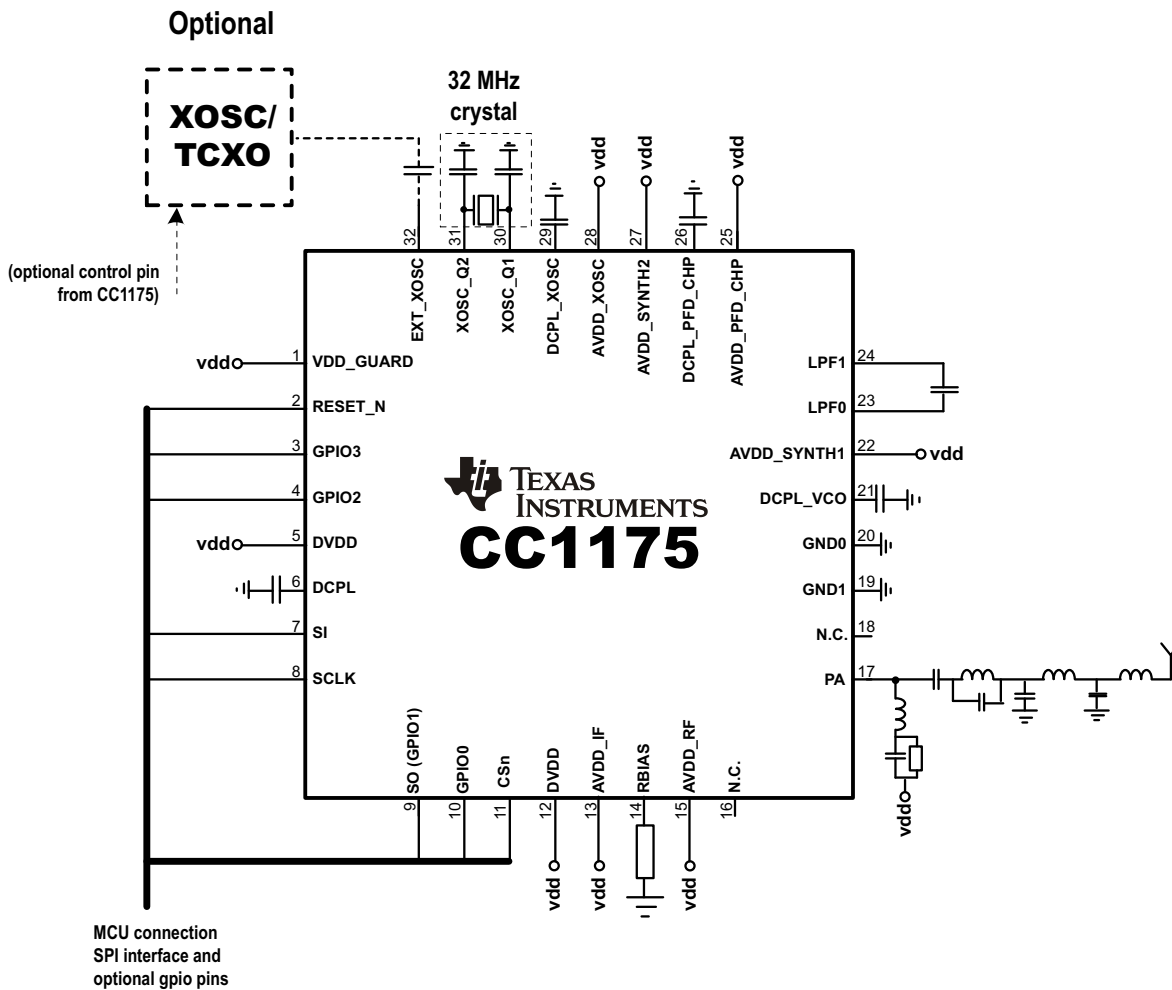 Optional
XOSC/
TCXO
32 MHz
crystal
(optional control pin
from CC1175)
vdd
vdd
vdd
32
31
30
29
28
27
26
25
EXT_XOSC
XOSC_Q2
XOSC_Q1
DCPL_XOSC
AVDD_XOSC
AVDD_SYNTH2
DCPL_PFD_CHP
AVDD_PFD_CHP
vdd
1
VDD_GUARD
2
RESET_N
3
GPIO3
4
GPIO2
vdd
5
DVDD
6
DCPL
7
SI
8
SCLK
LPF1
24
LPF0
23
AVDD_SYNTH1
22
vdd
DCPL_VCO
21
GND0
20
GND1
19
N.C.
18
PA
17
TEXAS
INSTRUMENTS
CC1175
SO (GPIO1)
GPIO0
CSn
DVDD
AVDD_IF
RBIAS
AVDD_RF
N.C.
9
10
11
12
13
14
15
16
vdd
vdd
vdd
vdd
MCU connection
SPI interface and
optional gpio pins